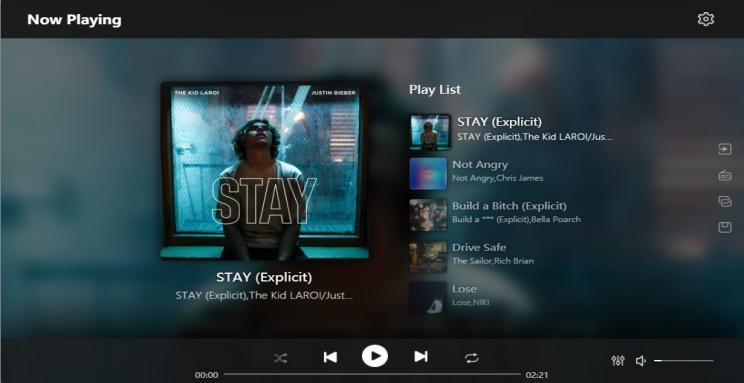 Now Playing
THE KID LAROI
JUSTIN BIEBER
STAY
STAY (Explicit)
STAY (Explicit),The Kid LAROI/Just...
Play List
STAY (Explicit)
STAY (Explicit),The Kid LAROI/Jus...
Not Angry
Not Angry,Chris James
Build a Bitch (Explicit)
Build a *** (Explicit),Bella Poarch
Drive Safe
The Sailor,Rich Brian
Lose
Lose,NIKI
00:00
02:21